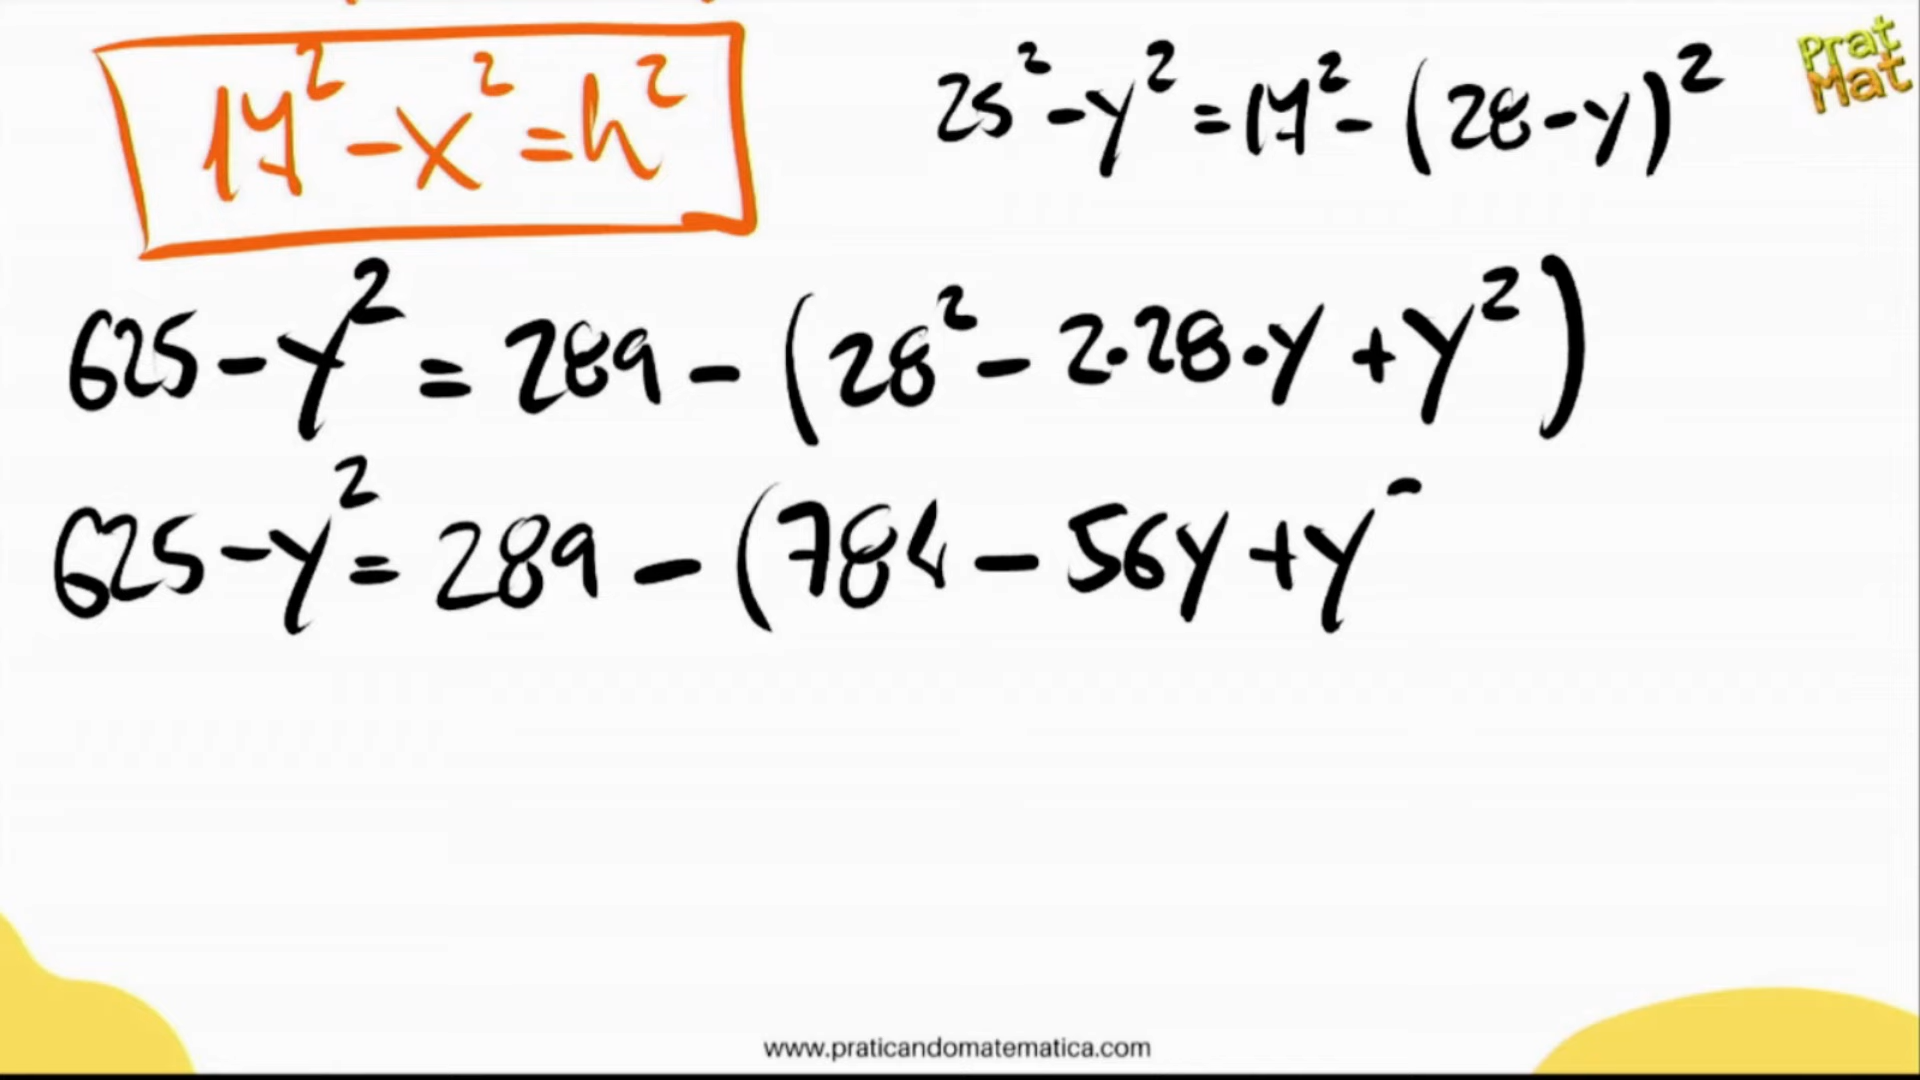 17² - x² = h²
25² - y² = 17² - (28 - y)²
Prat
Mat
625 - y² = 289 - (28² - 2·28·y + y²)
625 - y² = 289 - (784 - 56y + y
www.praticandomatematica.com